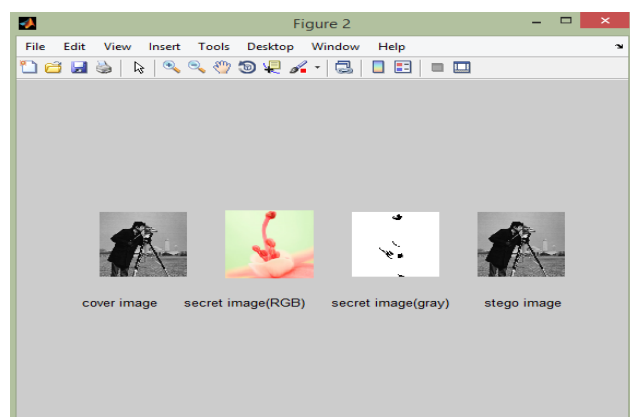 Figure 2
File Edit View Insert Tools Desktop Window Help
cover image secret image(RGB) secret image(gray) stego image